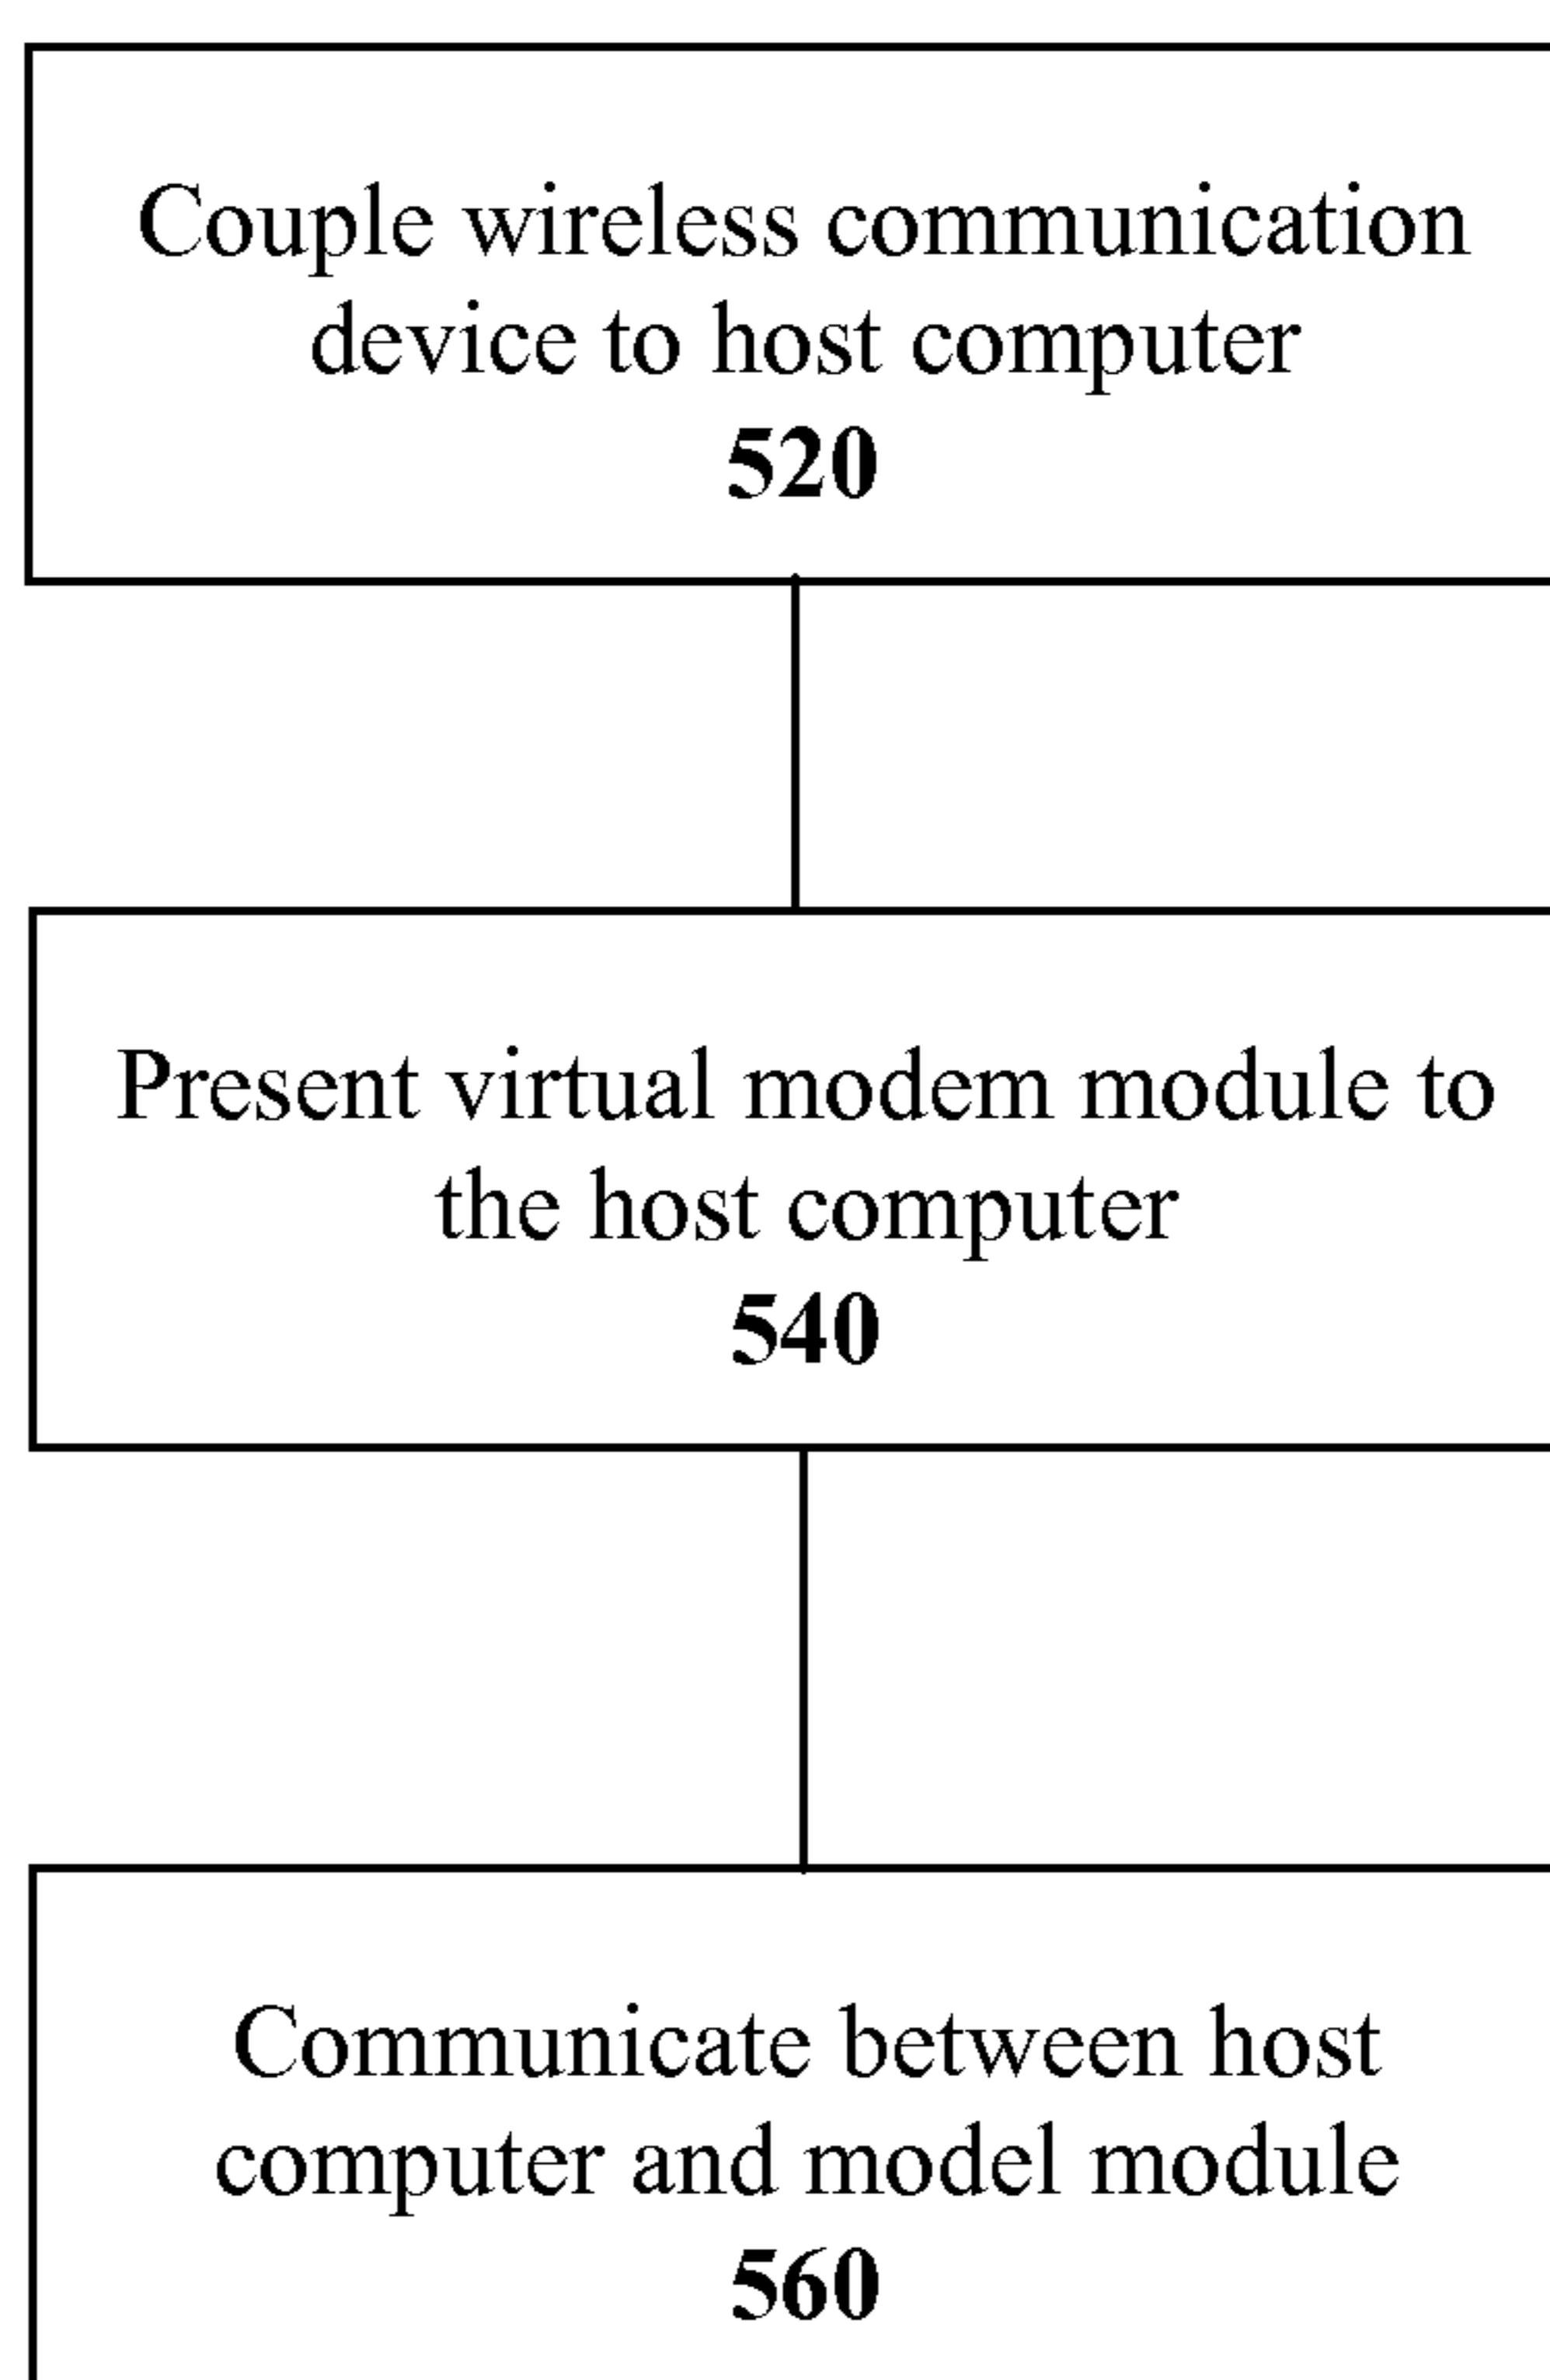 Couple wireless communication
device to host computer
520
Present virtual modem module to
the host computer
540
Communicate between host
computer and model module
560